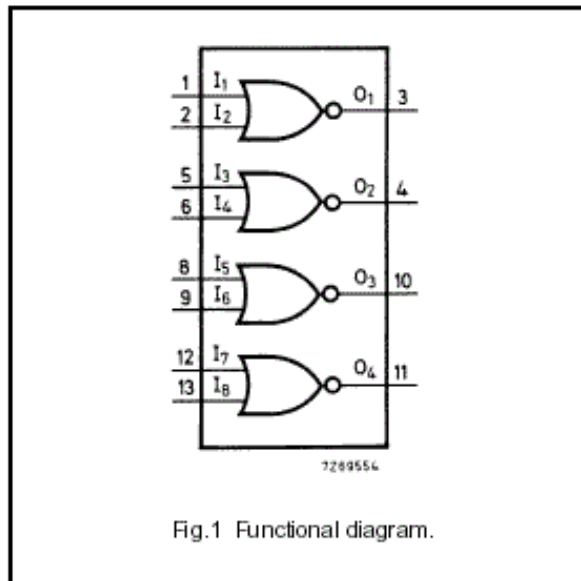 1 I1 O1 3
2 I2
5 I3 O2 4
6 I4
8 I5 O3 10
9 I6
12 I7 O4 11
13 I8
7269554
Fig.1 Functional diagram.